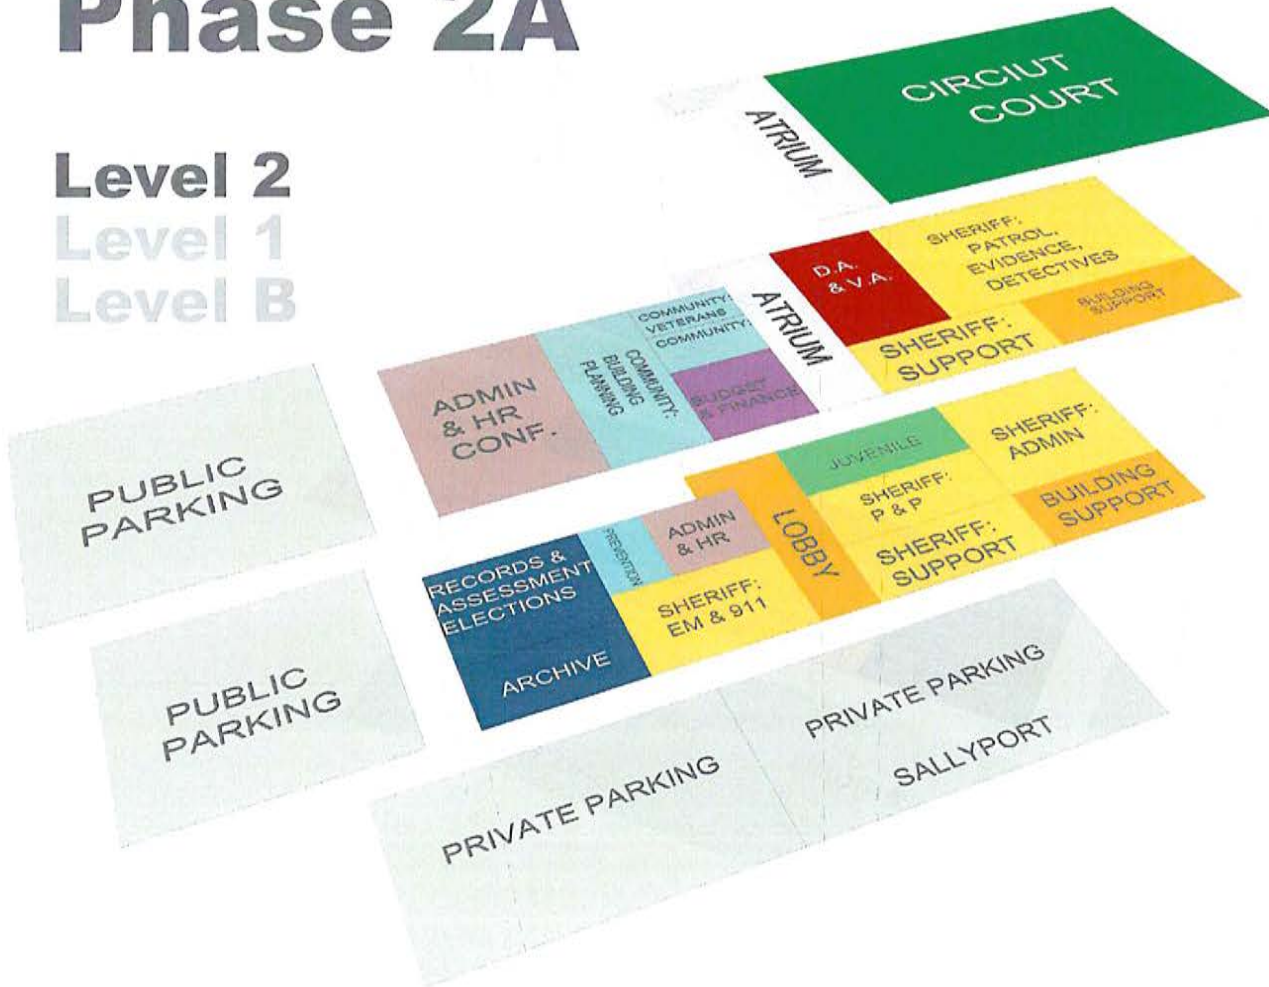 Phase 2A
Level 2
Level 1
Level B
CIRCIUT
COURT
ATRIUM
SHERIFF:
PATROL,
EVIDENCE,
DETECTIVES
D.A.
& V.A.
BUILDING
SUPPORT
SHERIFF:
SUPPORT
ATRIUM
COMMUNITY:
VETERANS
COMMUNITY:
BUDGET
& FINANCE
COMMUNITY:
BUILDING
PLANNING
ADMIN
& HR
CONF.
PUBLIC
PARKING
JUVENILE
SHERIFF:
ADMIN
SHERIFF:
P & P
BUILDING
SUPPORT
SHERIFF:
SUPPORT
LOBBY
ADMIN
& HR
PREVENTION
RECORDS &
ASSESSMENT
ELECTIONS
ARCHIVE
SHERIFF:
EM & 911
PUBLIC
PARKING
PRIVATE PARKING
SALLYPORT
PRIVATE PARKING